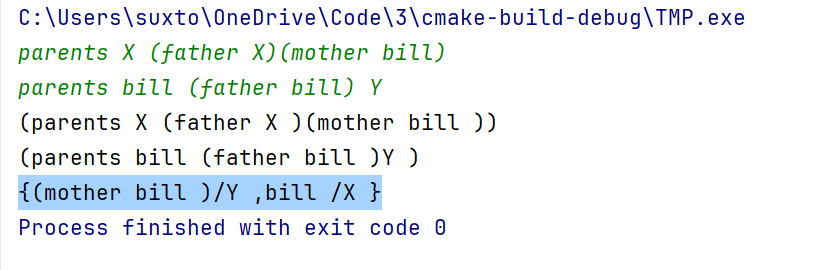 C:\Users\suxto\OneDrive\Code\3\cmake-build-debug\TMP.exe
parents X (father X)(mother bill)
parents bill (father bill) Y
(parents X (father X )(mother bill ))
(parents bill (father bill )Y )
{(mother bill )/Y ,bill /X }
Process finished with exit code 0